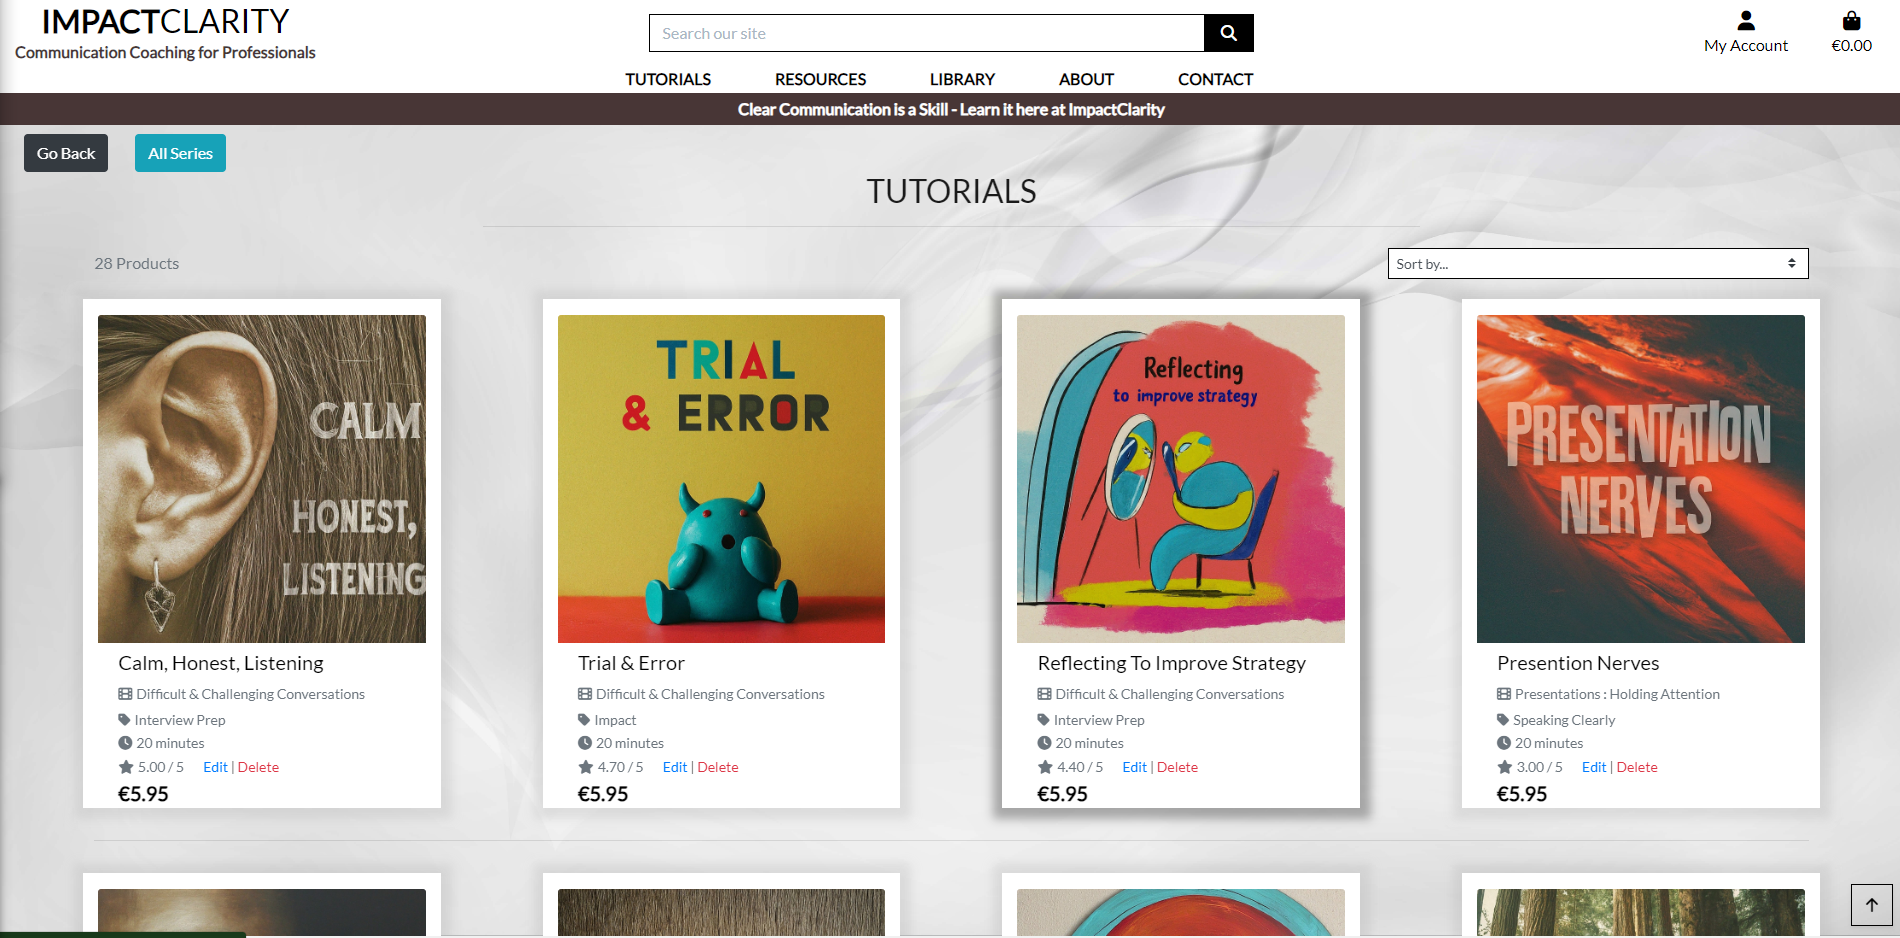 IMPACTCLARITY
Communication Coaching for Professionals
Search our site
My Account
€0.00
TUTORIALS
RESOURCES
LIBRARY
ABOUT
CONTACT
Clear Communication is a Skill - Learn it here at ImpactClarity
Go Back
All Series
TUTORIALS
28 Products
Sort by...
CALM
HONEST,
LISTENING
Calm, Honest, Listening
Difficult & Challenging Conversations
Interview Prep
20 minutes
5.00 / 5 Edit | Delete
€5.95
TRIAL
& ERROR
Trial & Error
Difficult & Challenging Conversations
Impact
20 minutes
4.70 / 5 Edit | Delete
€5.95
Reflecting
to improve strategy
Reflecting To Improve Strategy
Difficult & Challenging Conversations
Interview Prep
20 minutes
4.40 / 5 Edit | Delete
€5.95
PRESENTATION
NERVES
Presention Nerves
Presentations : Holding Attention
Speaking Clearly
20 minutes
3.00 / 5 Edit | Delete
€5.95